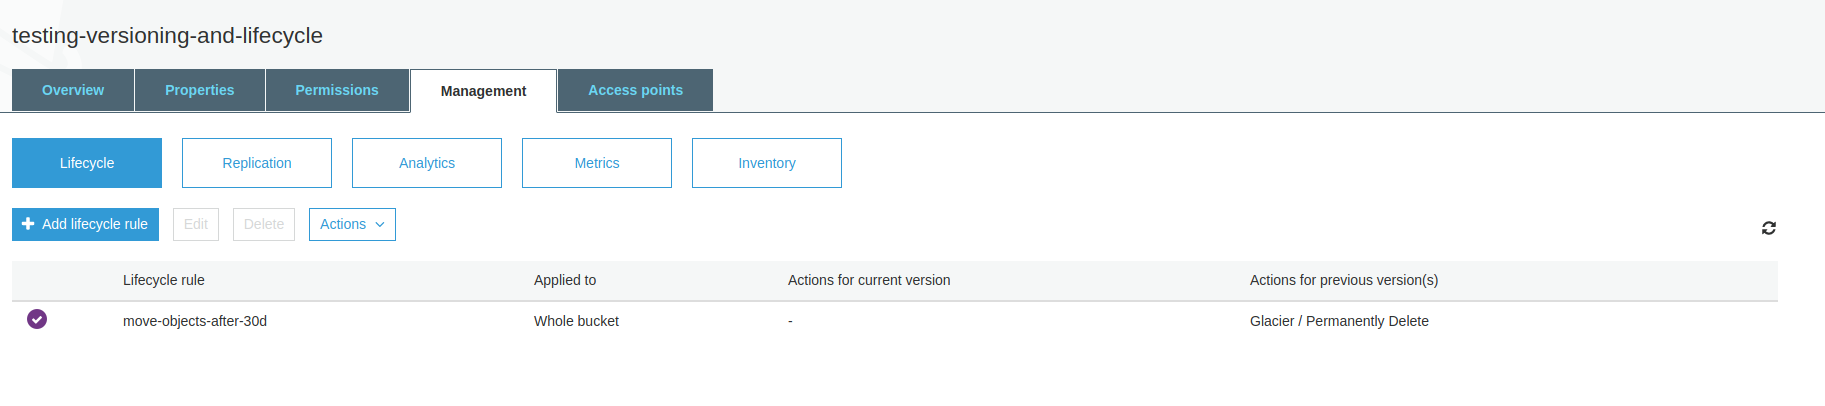 testing-versioning-and-lifecycle
Overview Properties Permissions Management Access points
Lifecycle Replication Analytics Metrics Inventory
Add lifecycle rule Edit Delete Actions
Lifecycle rule Applied to Actions for current version Actions for previous version(s)
move-objects-after-30d Whole bucket - Glacier / Permanently Delete